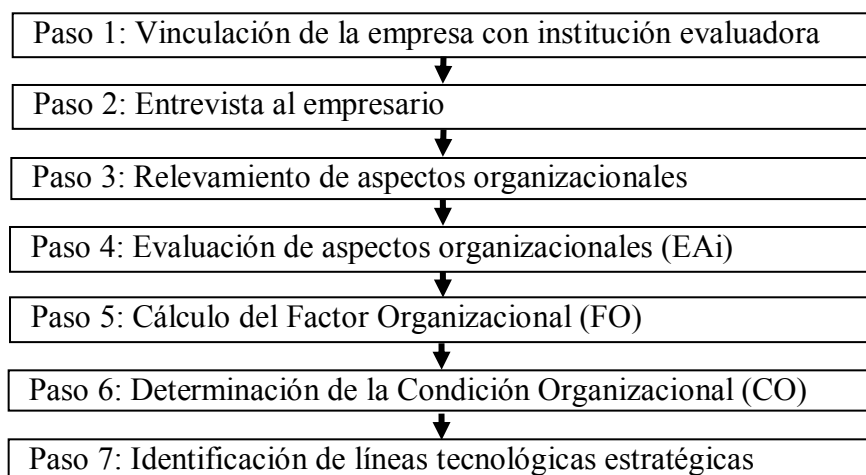 Paso 1: Vinculación de la empresa con institución evaluadora
Paso 2: Entrevista al empresario
Paso 3: Relevamiento de aspectos organizacionales
Paso 4: Evaluación de aspectos organizacionales (EAi)
Paso 5: Cálculo del Factor Organizacional (FO)
Paso 6: Determinación de la Condición Organizacional (CO)
Paso 7: Identificación de líneas tecnológicas estratégicas